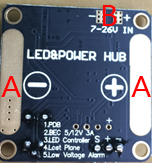 − B +
7-26V IN
LED&POWER HUB
A A
− +
1.PDB
2.BEC 5/12V 3A
3.LED Controller S + −
4.Lost Plane
5.Low Voltage Alarm